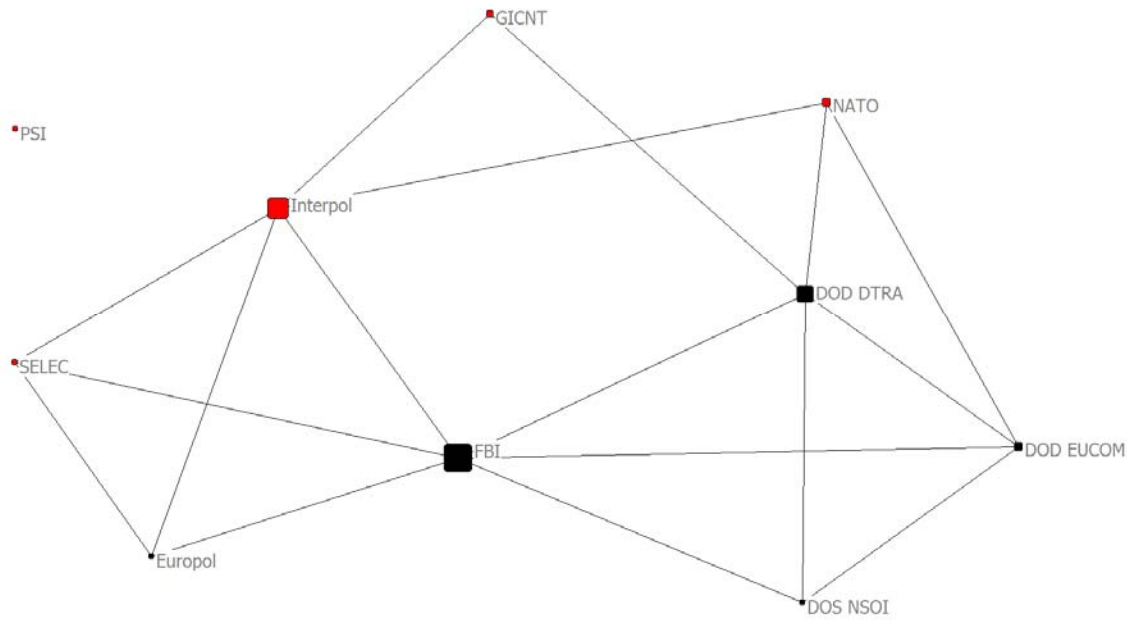 GICNT
NATO
PSI
Interpol
DOD DTRA
SELEC
FBI
DOD EUCOM
Europol
DOS NSOI